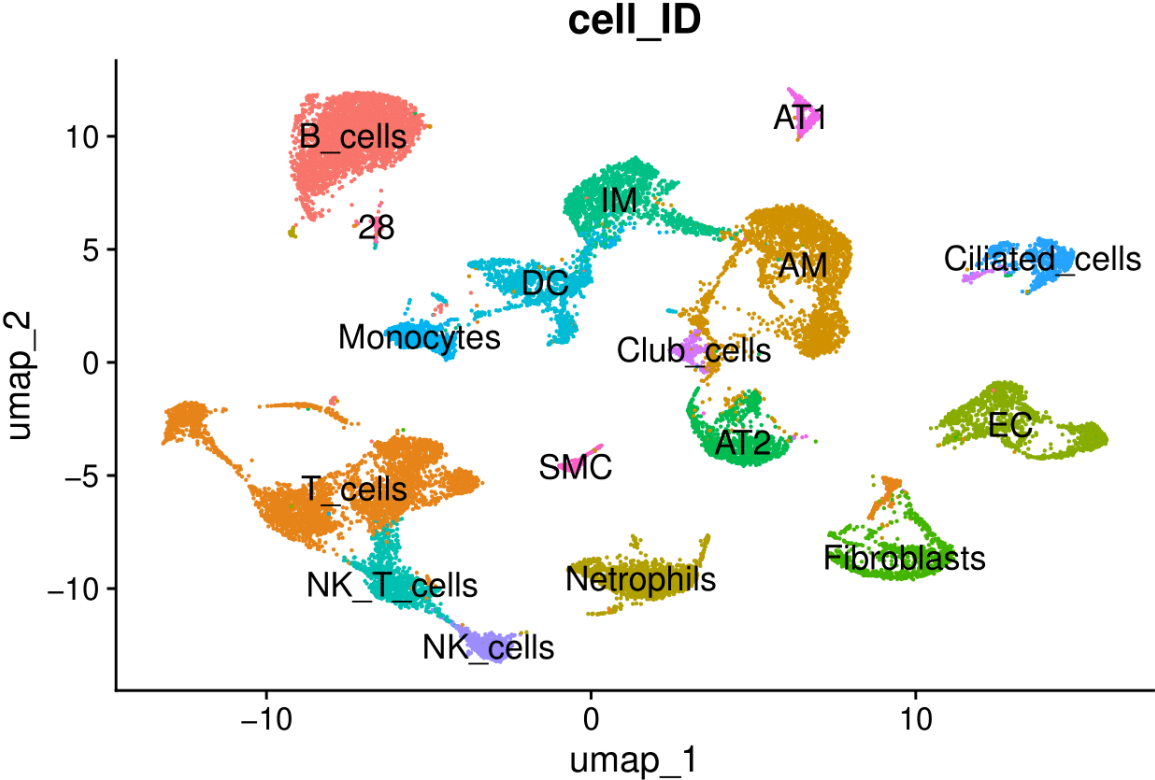 cell_ID
AT1
10
B_cells
IM
28
5
Ciliated_cells
AM
DC
umap_2
Monocytes
Club_cells
0
EC
AT2
SMC
−5
T_cells
Fibroblasts
Netrophils
NK_T_cells
−10
NK_cells
−10
0
10
umap_1